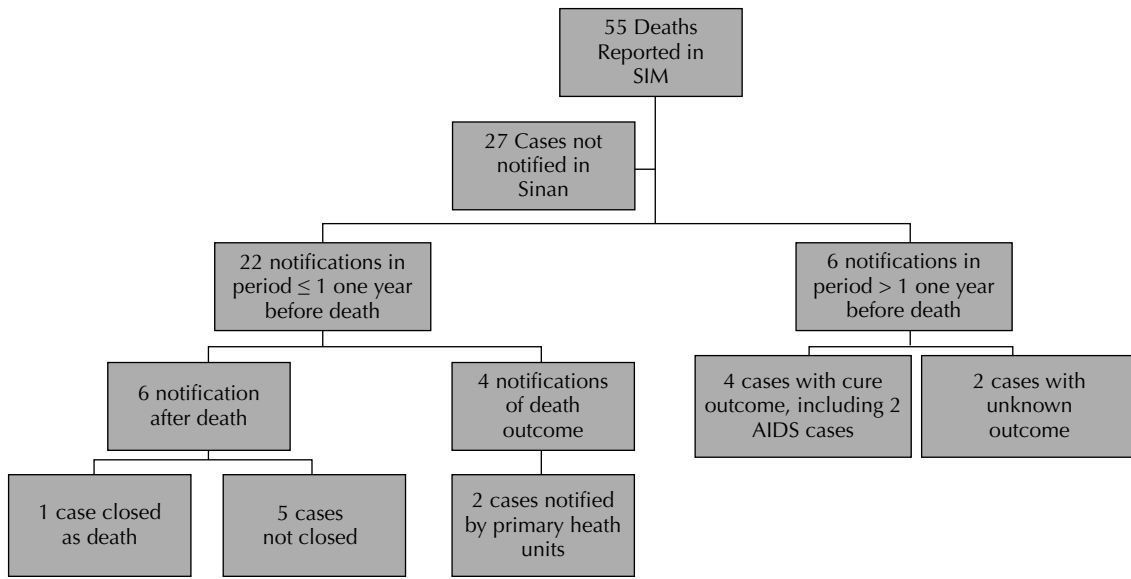 55 Deaths
Reported in
SIM
27 Cases not
notified in
Sinan
22 notifications in
period ≤ 1 one year
before death
6 notifications in
period > 1 one year
before death
6 notification
after death
4 notifications
of death
outcome
4 cases with cure
outcome, including 2
AIDS cases
2 cases with
unknown
outcome
1 case closed
as death
5 cases
not closed
2 cases notified
by primary heath
units